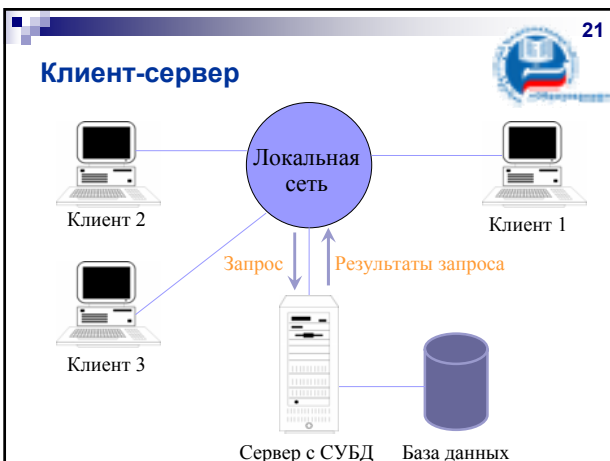 21
Клиент-сервер
Локальная
сеть
Клиент 2
Клиент 1
Запрос
Результаты запроса
Клиент 3
Сервер с СУБД
База данных